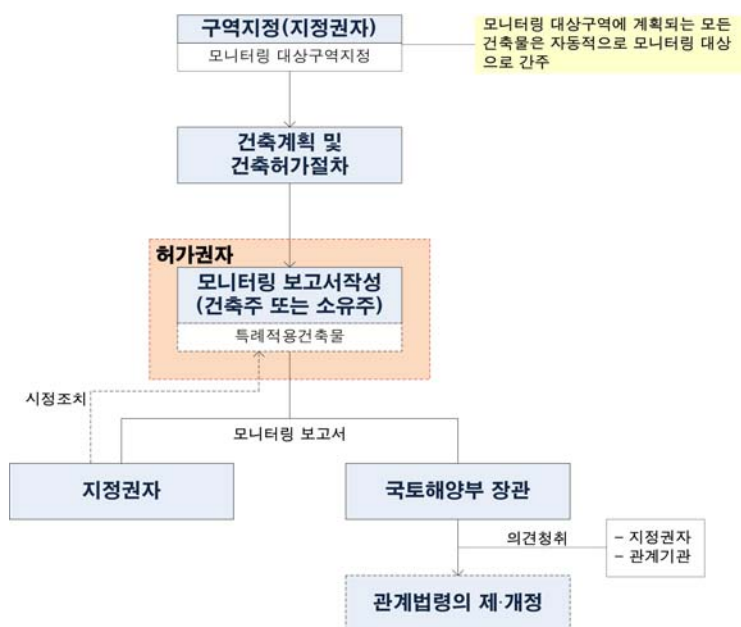 구역지정(지정권자)
모니터링 대상구역지정
모니터링 대상구역에 계획되는 모든
건축물은 자동적으로 모니터링 대상
으로 간주
건축계획 및
건축허가절차
허가권자
모니터링 보고서작성
(건축주 또는 소유주)
특례적용건축물
시정조치
모니터링 보고서
지정권자
국토해양부 장관
의견청취
– 지정권자
– 관계기관
관계법령의 제·개정